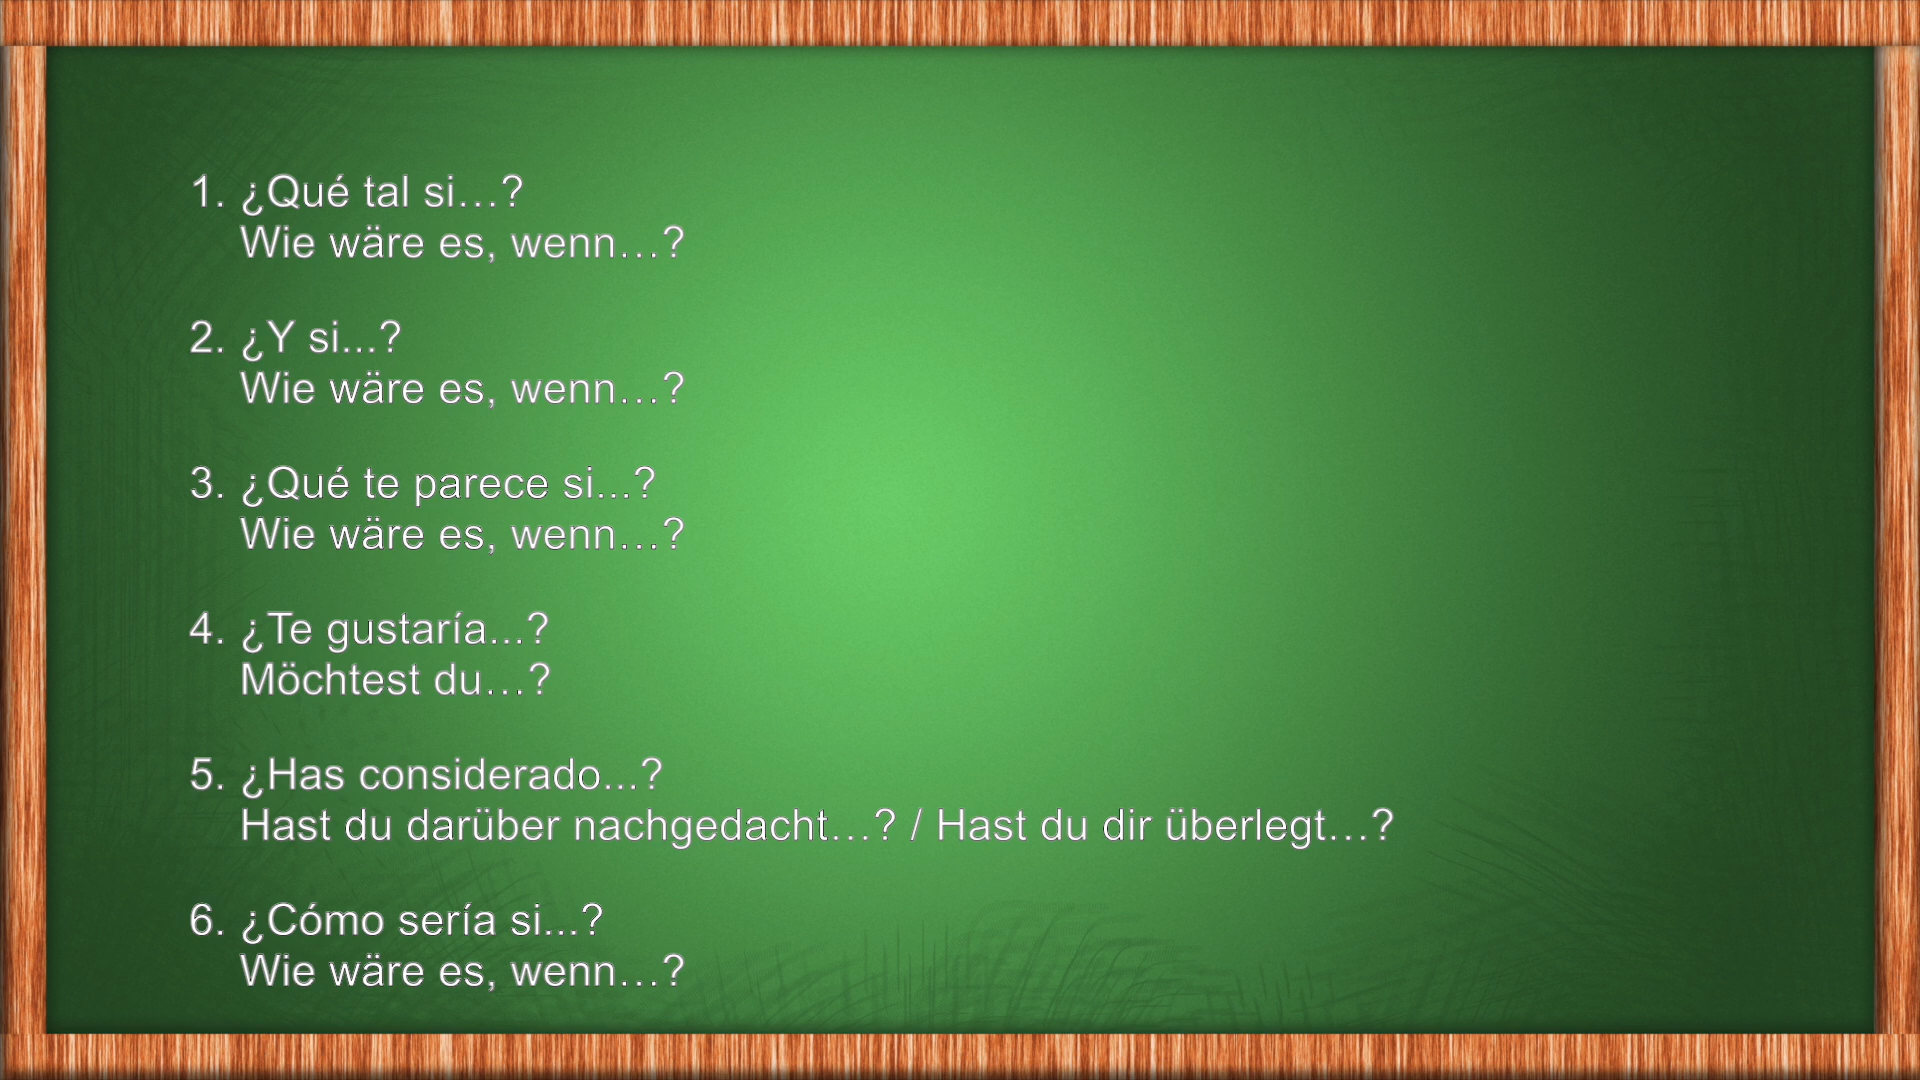 1. ¿Qué tal si…?
Wie wäre es, wenn…?
2. ¿Y si...?
Wie wäre es, wenn…?
3. ¿Qué te parece si...?
Wie wäre es, wenn…?
4. ¿Te gustaría...?
Möchtest du…?
5. ¿Has considerado...?
Hast du darüber nachgedacht…? / Hast du dir überlegt…?
6. ¿Cómo sería si...?
Wie wäre es, wenn…?